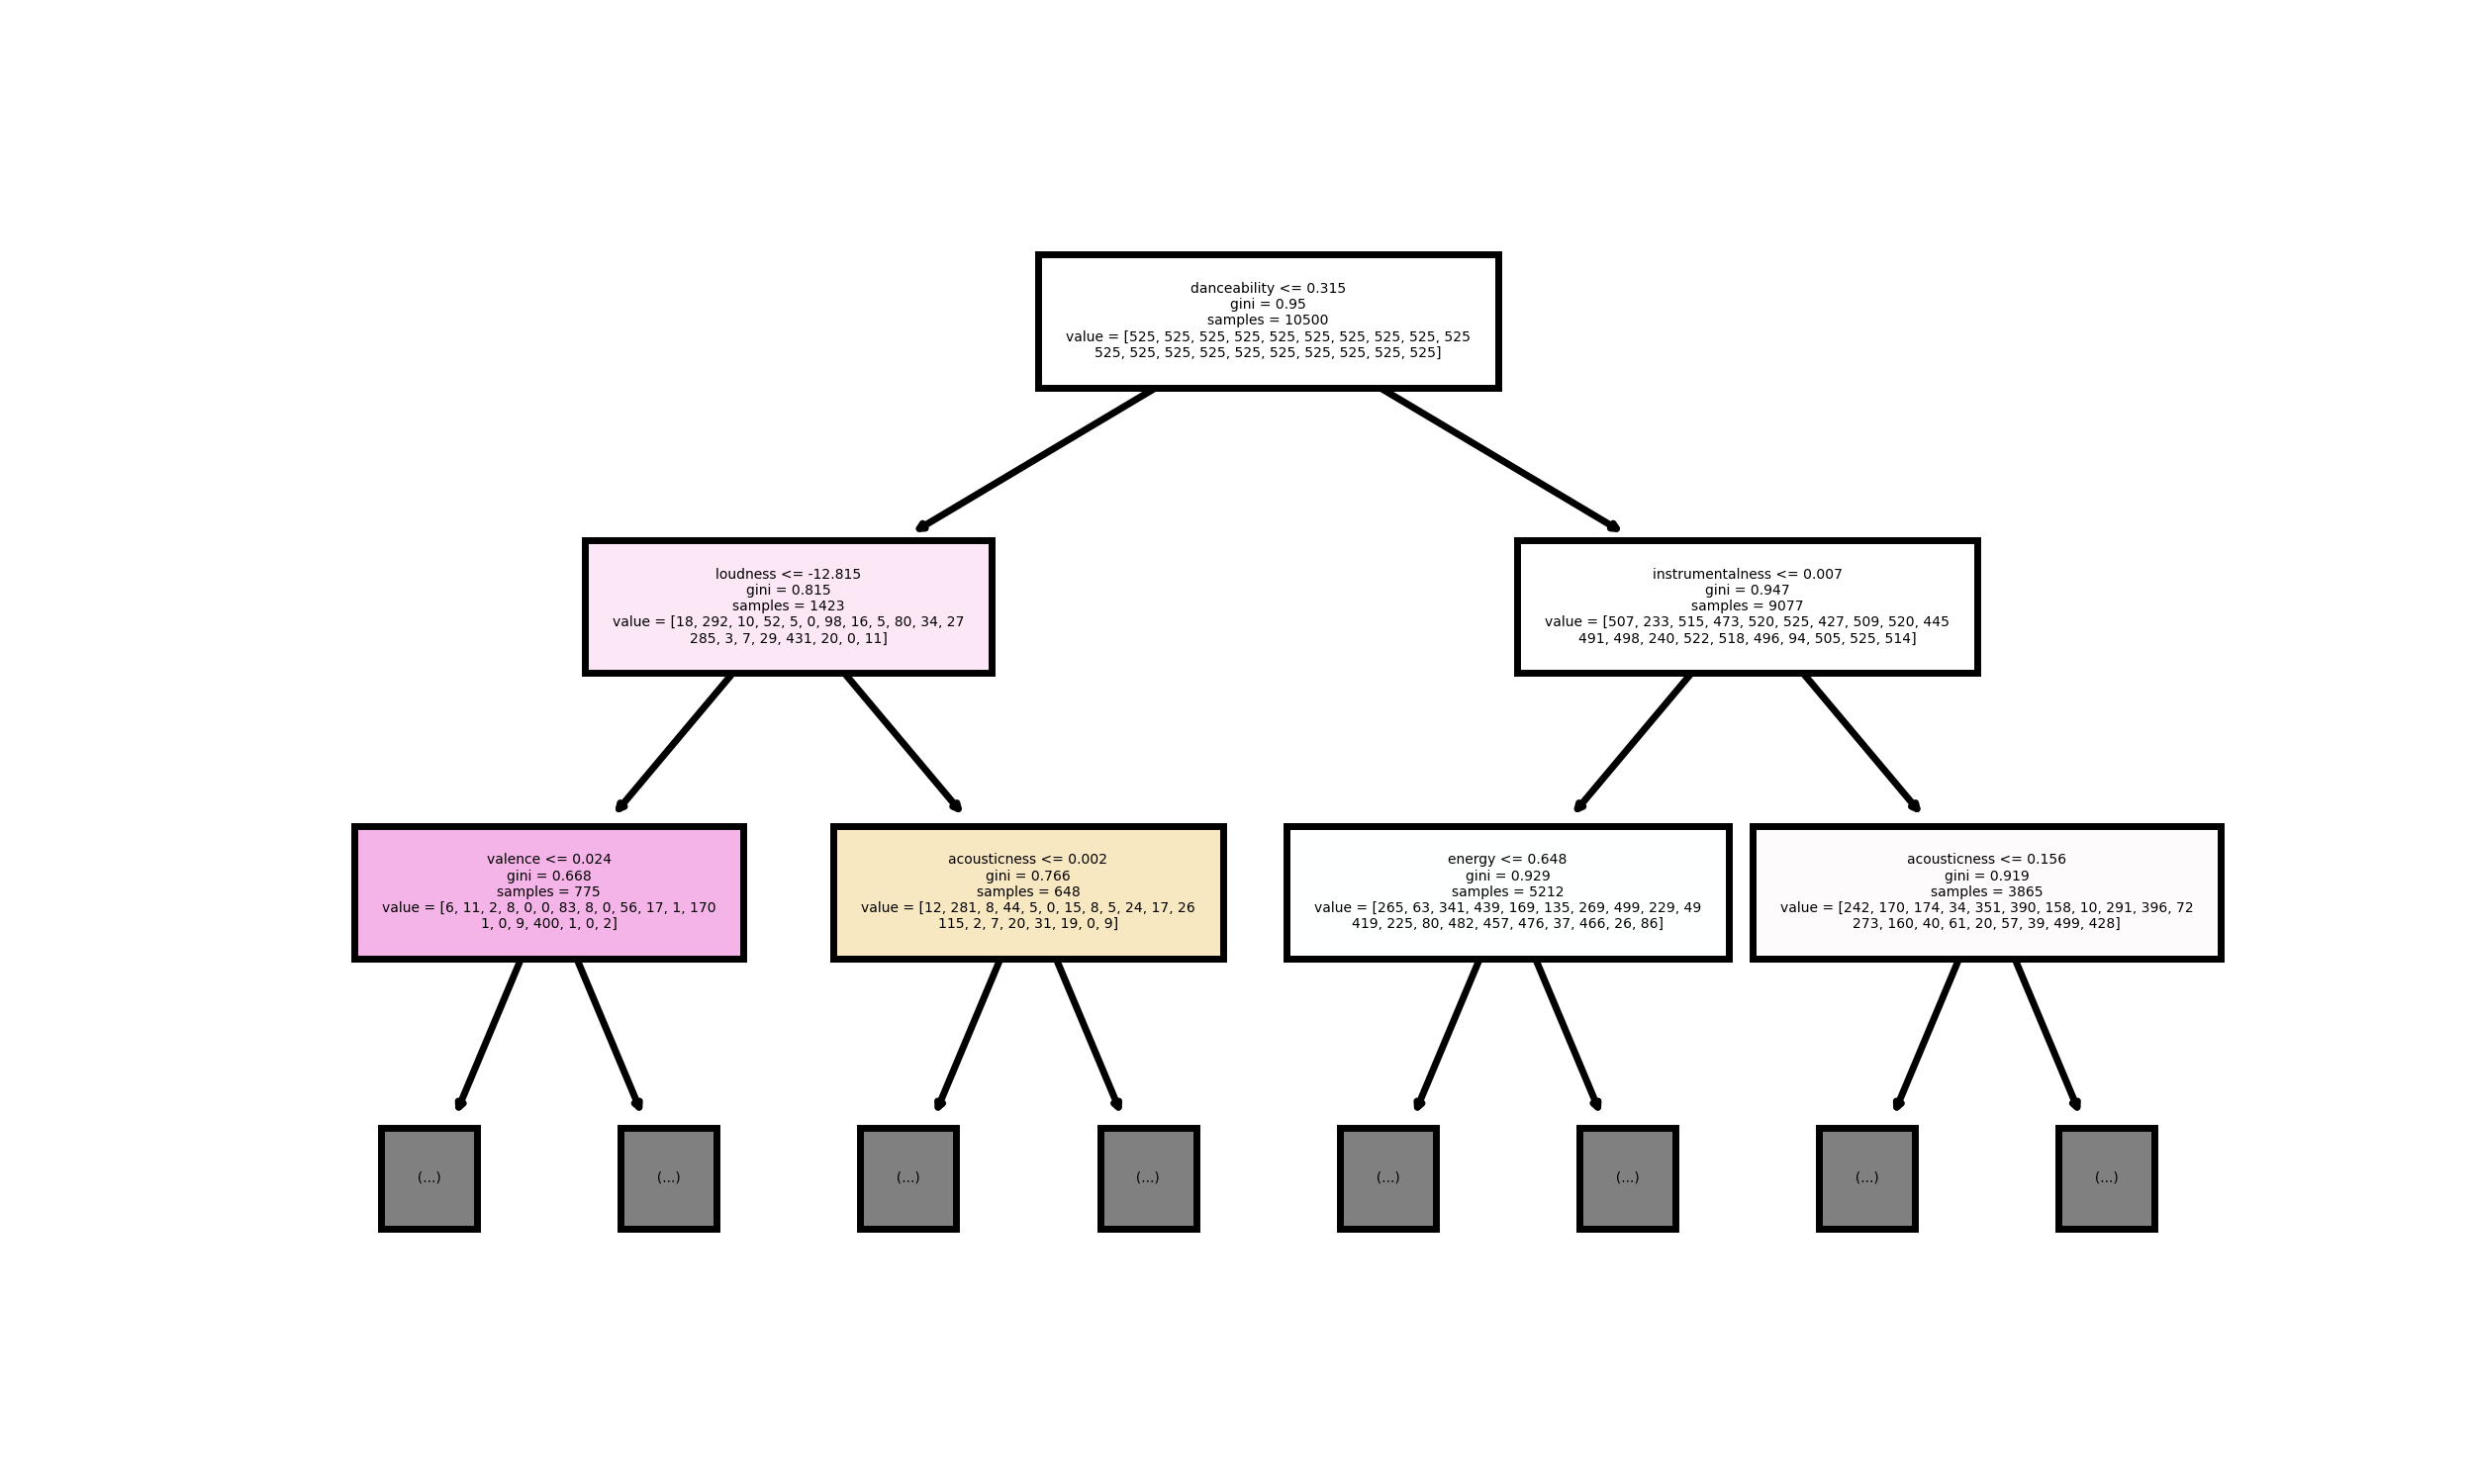 danceability <= 0.315
gini = 0.95
samples = 10500
value = [525, 525, 525, 525, 525, 525, 525, 525, 525, 525
525, 525, 525, 525, 525, 525, 525, 525, 525, 525]
loudness <= -12.815
gini = 0.815
samples = 1423
value = [18, 292, 10, 52, 5, 0, 98, 16, 5, 80, 34, 27
285, 3, 7, 29, 431, 20, 0, 11]
instrumentalness <= 0.007
gini = 0.947
samples = 9077
value = [507, 233, 515, 473, 520, 525, 427, 509, 520, 445
491, 498, 240, 522, 518, 496, 94, 505, 525, 514]
valence <= 0.024
gini = 0.668
samples = 775
value = [6, 11, 2, 8, 0, 0, 83, 8, 0, 56, 17, 1, 170
1, 0, 9, 400, 1, 0, 2]
acousticness <= 0.002
gini = 0.766
samples = 648
value = [12, 281, 8, 44, 5, 0, 15, 8, 5, 24, 17, 26
115, 2, 7, 20, 31, 19, 0, 9]
energy <= 0.648
gini = 0.929
samples = 5212
value = [265, 63, 341, 439, 169, 135, 269, 499, 229, 49
419, 225, 80, 482, 457, 476, 37, 466, 26, 86]
acousticness <= 0.156
gini = 0.919
samples = 3865
value = [242, 170, 174, 34, 351, 390, 158, 10, 291, 396, 72
273, 160, 40, 61, 20, 57, 39, 499, 428]
(...)
(...)
(...)
(...)
(...)
(...)
(...)
(...)